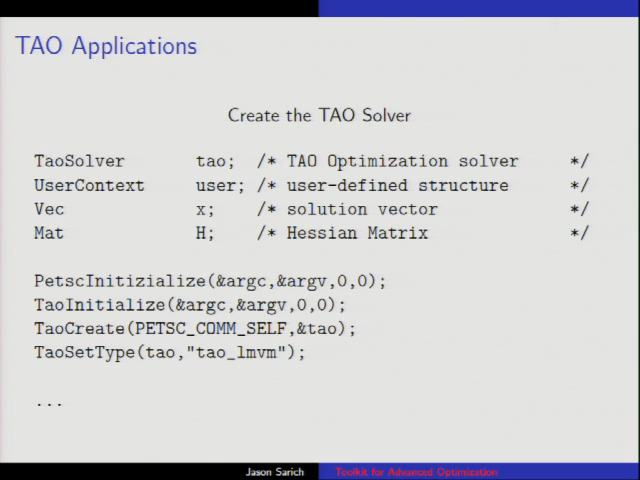 TAO Applications
Create the TAO Solver
TaoSolver tao; /* TAO Optimization solver */
UserContext user; /* user-defined structure */
Vec x; /* solution vector */
Mat H; /* Hessian Matrix */
PetscInitizialize(&argc,&argv,0,0);
TaoInitialize(&argc,&argv,0,0);
TaoCreate(PETSC_COMM_SELF,&tao);
TaoSetType(tao,"tao_lmvm");
...
Jason Sarich Toolkit for Advanced Optimization